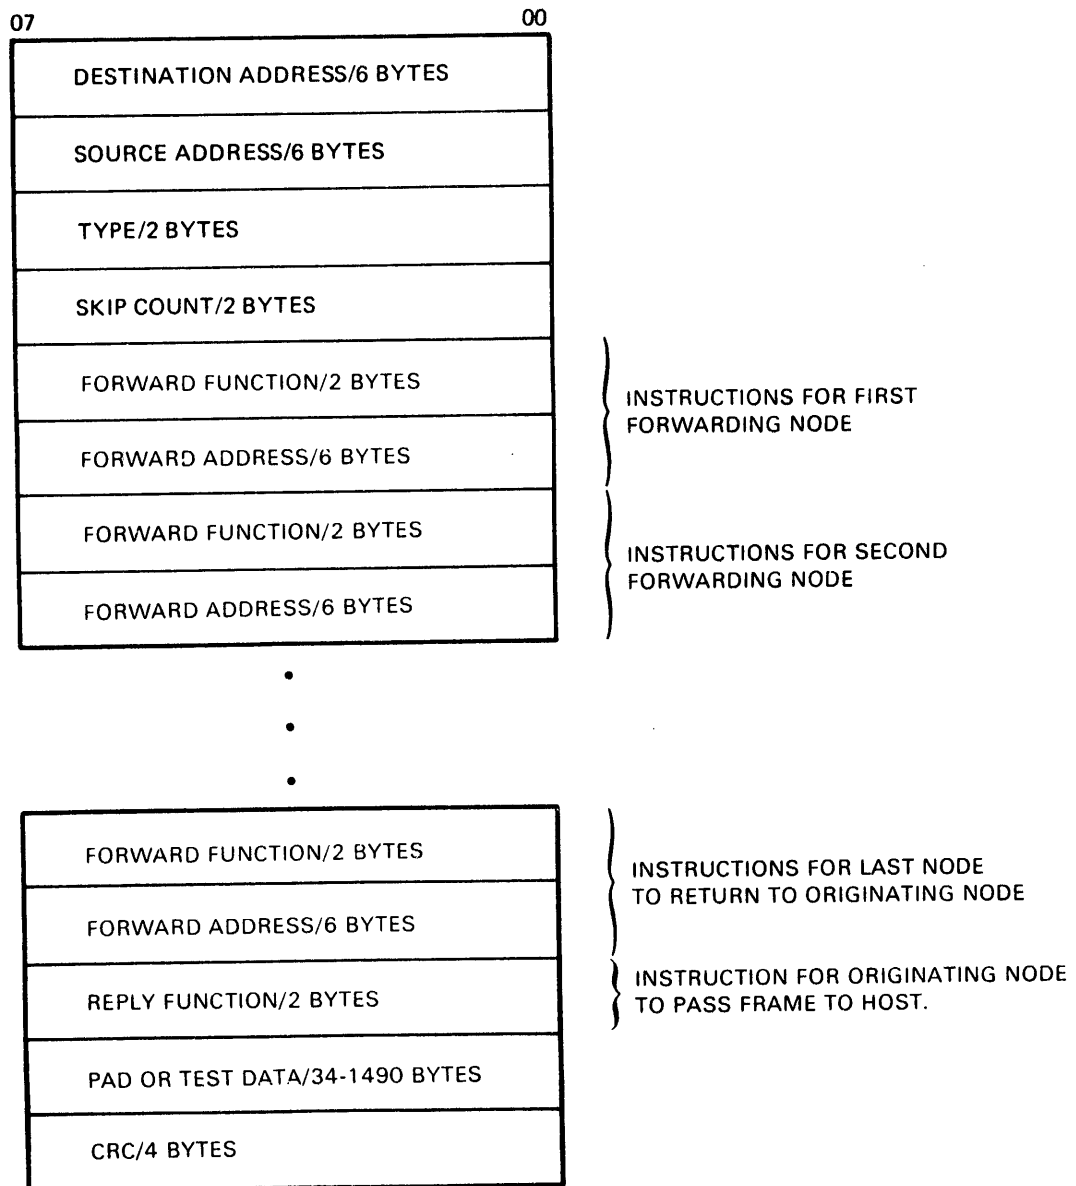 07 00
DESTINATION ADDRESS/6 BYTES
SOURCE ADDRESS/6 BYTES
TYPE/2 BYTES
SKIP COUNT/2 BYTES
FORWARD FUNCTION/2 BYTES
FORWARD ADDRESS/6 BYTES
INSTRUCTIONS FOR FIRST
FORWARDING NODE
FORWARD FUNCTION/2 BYTES
FORWARD ADDRESS/6 BYTES
INSTRUCTIONS FOR SECOND
FORWARDING NODE
FORWARD FUNCTION/2 BYTES
FORWARD ADDRESS/6 BYTES
INSTRUCTIONS FOR LAST NODE
TO RETURN TO ORIGINATING NODE
REPLY FUNCTION/2 BYTES
INSTRUCTION FOR ORIGINATING NODE
TO PASS FRAME TO HOST.
PAD OR TEST DATA/34-1490 BYTES
CRC/4 BYTES